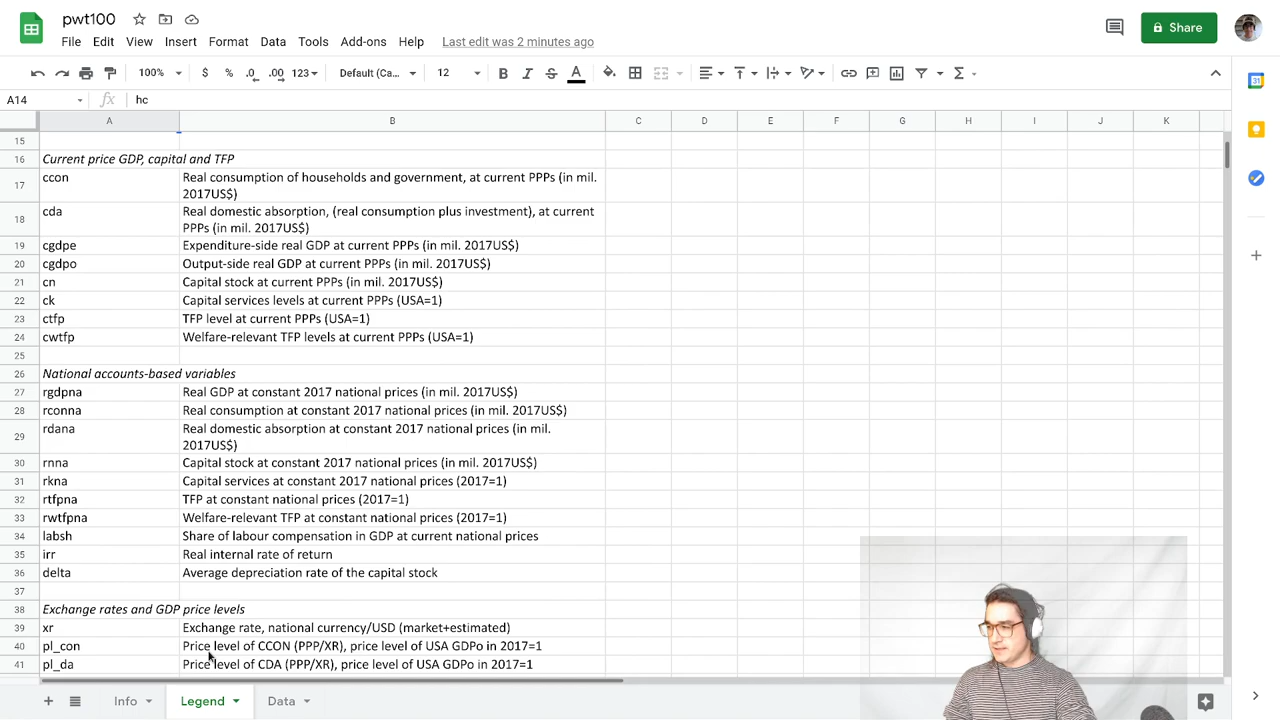 pwt100
File Edit View Insert Format Data Tools Add-ons Help Last edit was 2 minutes ago
Share
100% $ % .0 .00 123 Default (Ca... 12 B I S A
A14 fx hc
A B C D E F G H I J K
15
16 Current price GDP, capital and TFP
17 ccon Real consumption of households and government, at current PPPs (in mil.
2017US$)
18 cda Real domestic absorption, (real consumption plus investment), at current
PPPs (in mil. 2017US$)
19 cgdpe Expenditure-side real GDP at current PPPs (in mil. 2017US$)
20 cgdpo Output-side real GDP at current PPPs (in mil. 2017US$)
21 cn Capital stock at current PPPs (in mil. 2017US$)
22 ck Capital services levels at current PPPs (USA=1)
23 ctfp TFP level at current PPPs (USA=1)
24 cwtfp Welfare-relevant TFP levels at current PPPs (USA=1)
25
26 National accounts-based variables
27 rgdpna Real GDP at constant 2017 national prices (in mil. 2017US$)
28 rconna Real consumption at constant 2017 national prices (in mil. 2017US$)
29 rdana Real domestic absorption at constant 2017 national prices (in mil.
2017US$)
30 rnna Capital stock at constant 2017 national prices (in mil. 2017US$)
31 rkna Capital services at constant 2017 national prices (2017=1)
32 rtfpna TFP at constant national prices (2017=1)
33 rwtfpna Welfare-relevant TFP at constant national prices (2017=1)
34 labsh Share of labour compensation in GDP at current national prices
35 irr Real internal rate of return
36 delta Average depreciation rate of the capital stock
37
38 Exchange rates and GDP price levels
39 xr Exchange rate, national currency/USD (market+estimated)
40 pl_con Price level of CCON (PPP/XR), price level of USA GDPo in 2017=1
41 pl_da Price level of CDA (PPP/XR), price level of USA GDPo in 2017=1
Info Legend Data